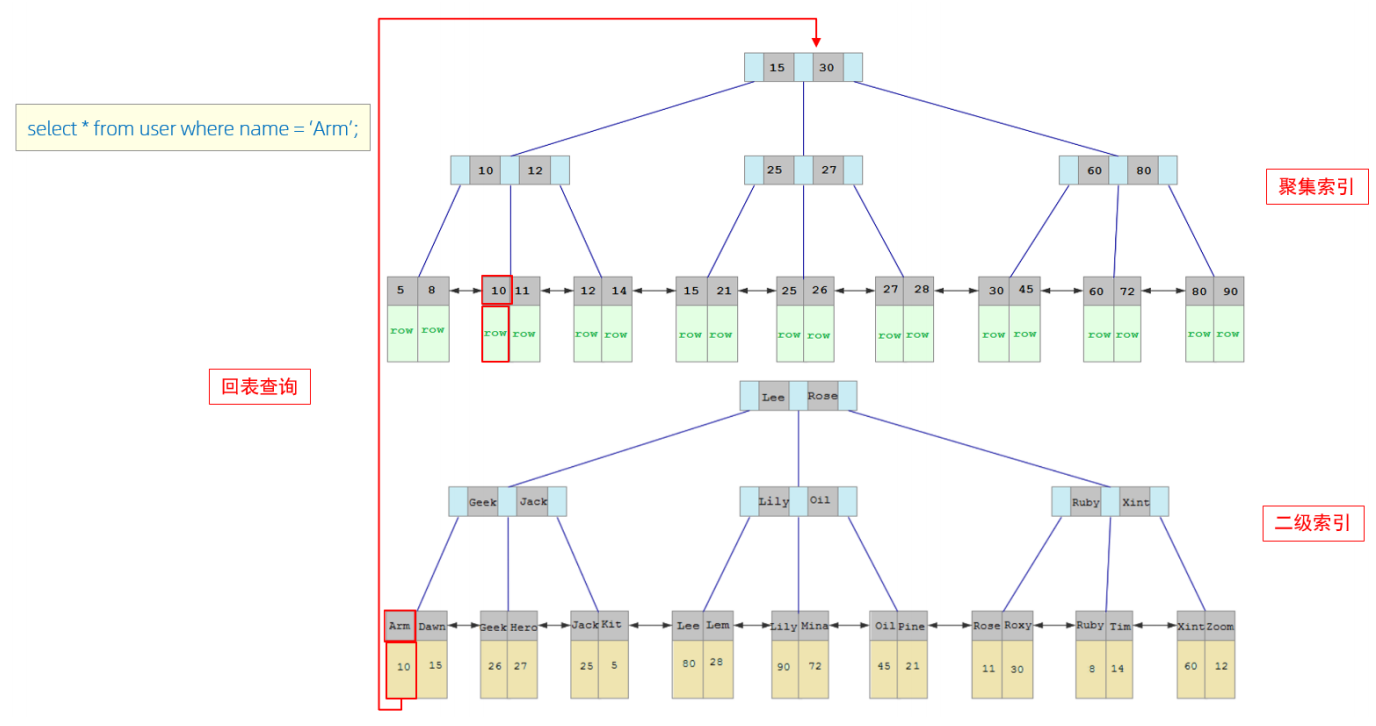 15 30
select * from user where name = ‘Arm’;
10 12 25 27 60 80
聚集索引
5 8 10 11 12 14 15 21 25 26 27 28 30 45 60 72 80 90
row row row row row row row row row row row row row row row row row row
回表查询
Lee Rose
Geek Jack Lily Oil Ruby Xint
二级索引
Arm Dawn Geek Hero Jack Kit Lee Lem Lily Mina Oil Pine Rose Roxy Ruby Tim Xint Zoom
10 15 26 27 25 5 80 28 90 72 45 21 11 30 8 14 60 12